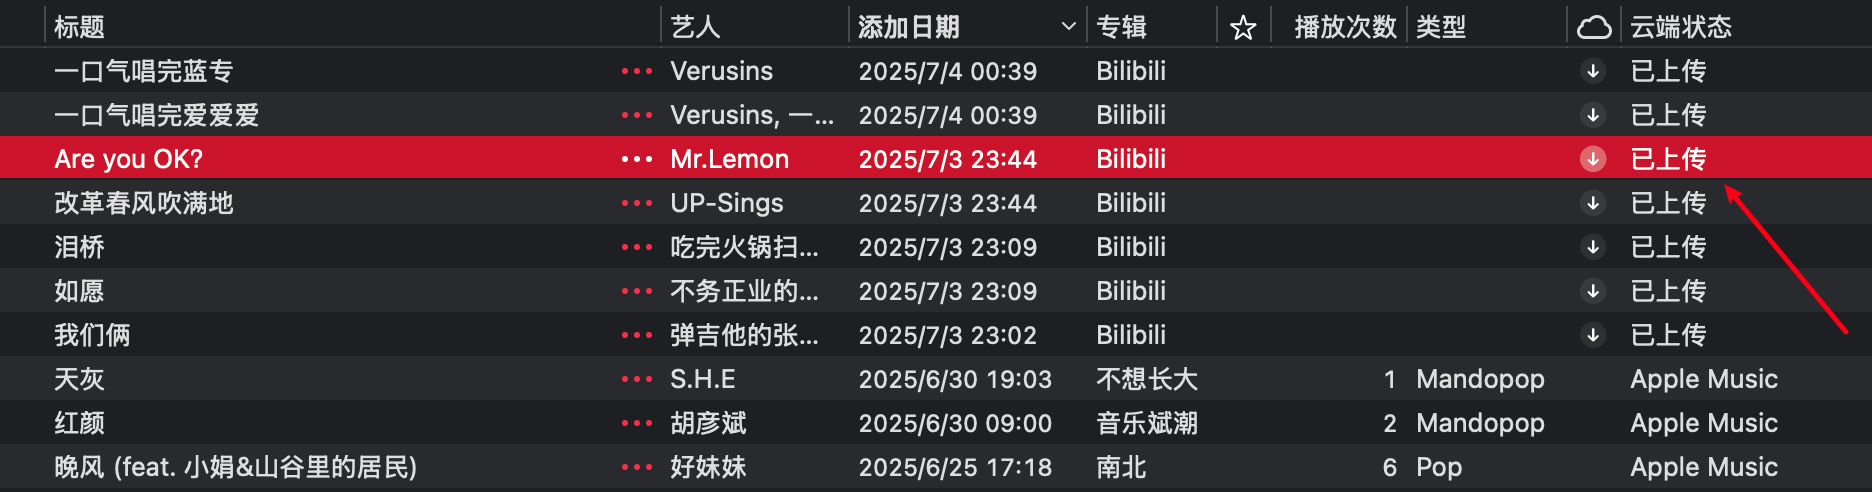 标题 艺人 添加日期 专辑 播放次数 类型 云端状态
一口气唱完蓝专 ••• Verusins 2025/7/4 00:39 Bilibili 已上传
一口气唱完爱爱爱 ••• Verusins, 一... 2025/7/4 00:39 Bilibili 已上传
Are you OK? ••• Mr.Lemon 2025/7/3 23:44 Bilibili 已上传
改革春风吹满地 ••• UP-Sings 2025/7/3 23:44 Bilibili 已上传
泪桥 ••• 吃完火锅扫... 2025/7/3 23:09 Bilibili 已上传
如愿 ••• 不务正业的... 2025/7/3 23:09 Bilibili 已上传
我们俩 ••• 弹吉他的张... 2025/7/3 23:02 Bilibili 已上传
天灰 ••• S.H.E 2025/6/30 19:03 不想长大 1 Mandopop Apple Music
红颜 ••• 胡彦斌 2025/6/30 09:00 音乐斌潮 2 Mandopop Apple Music
晚风 (feat. 小娟&山谷里的居民) ••• 好妹妹 2025/6/25 17:18 南北 6 Pop Apple Music